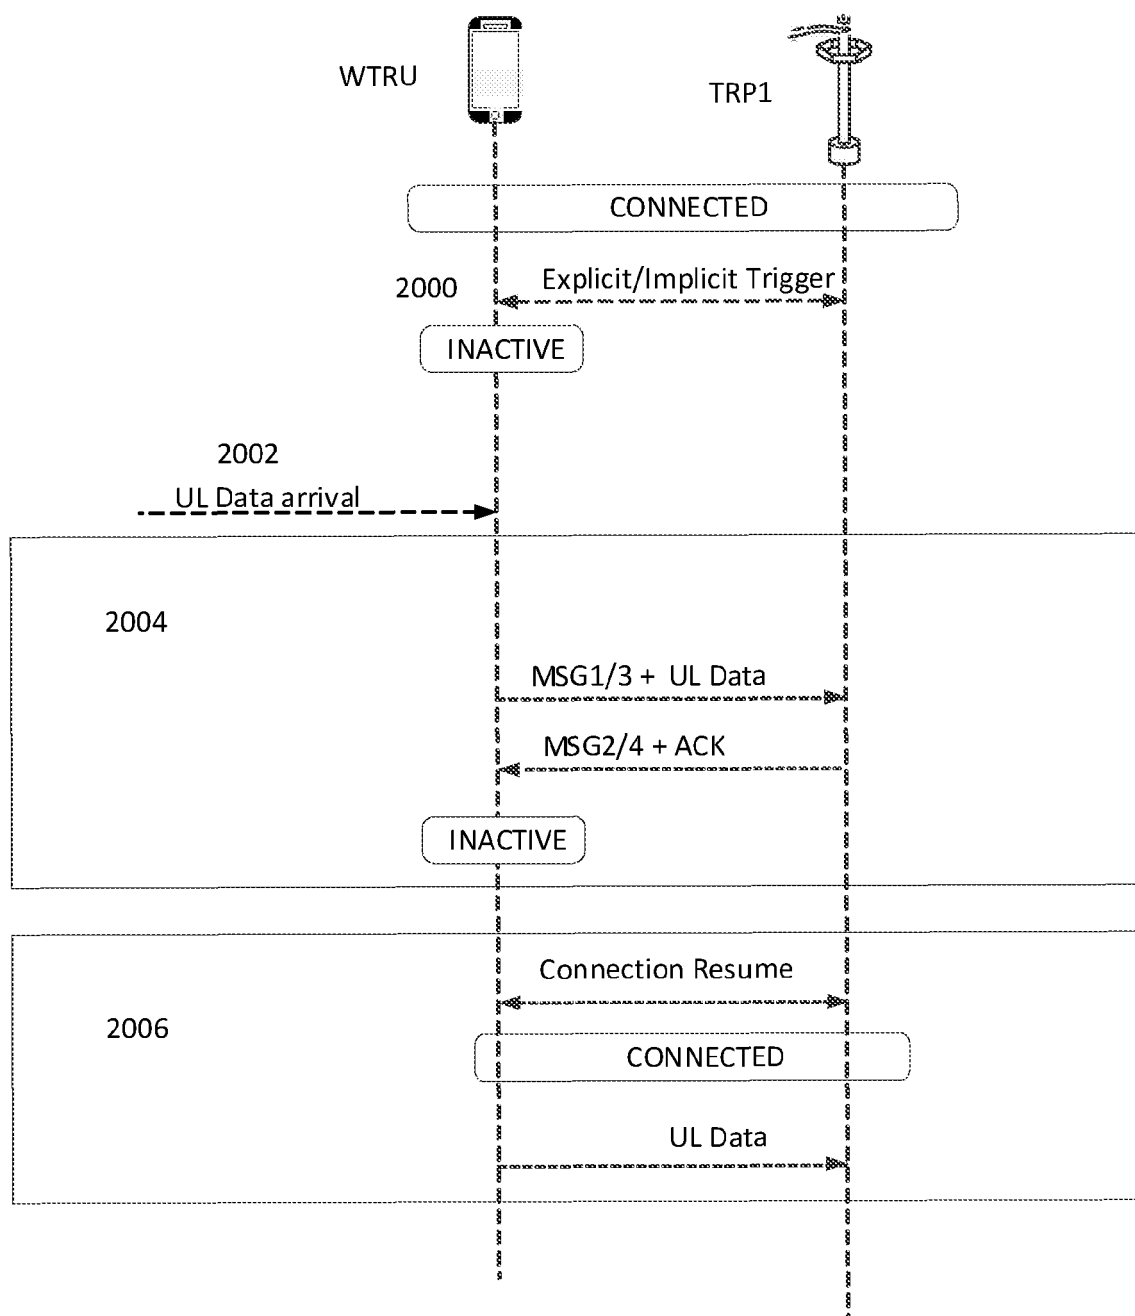 WTRU
TRP1
CONNECTED
2000
Explicit/Implicit Trigger
INACTIVE
2002
UL Data arrival
2004
MSG1/3 + UL Data
MSG2/4 + ACK
INACTIVE
Connection Resume
2006
CONNECTED
UL Data